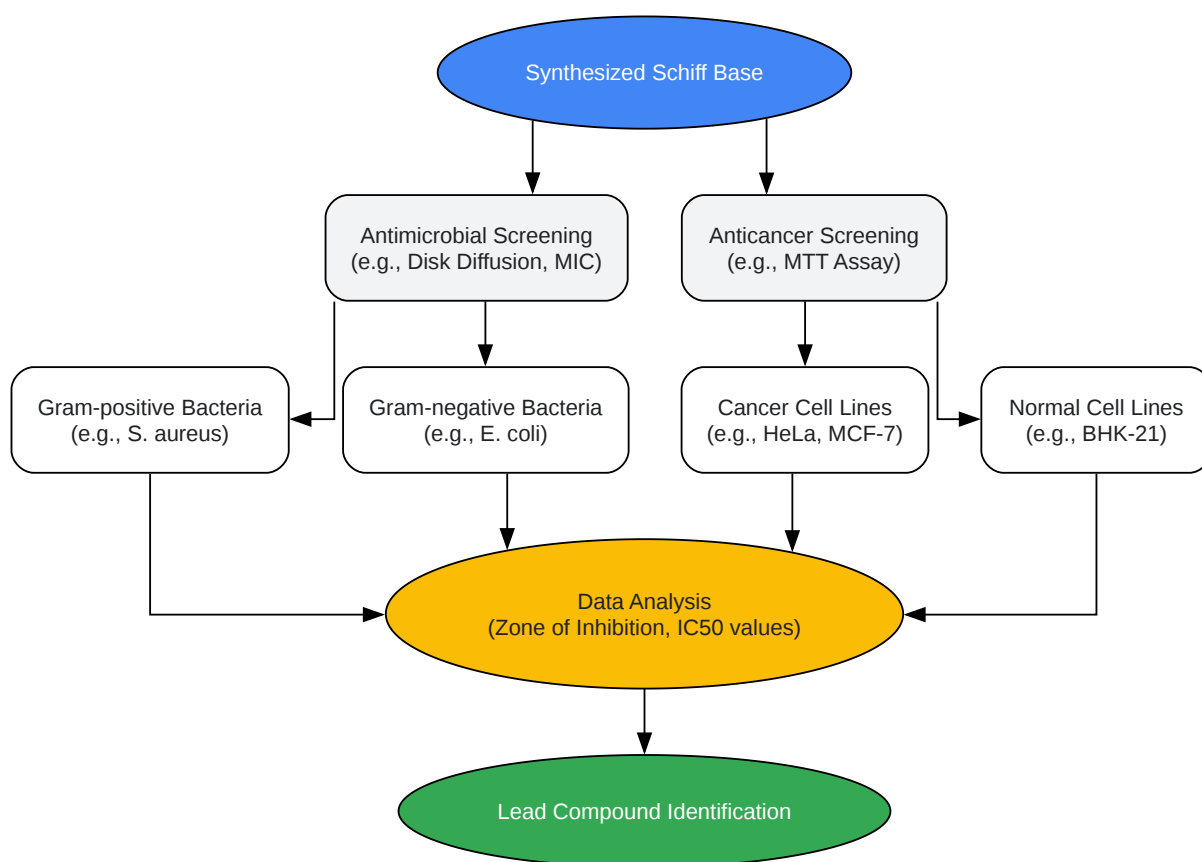 Synthesized Schiff Base
Antimicrobial Screening
(e.g., Disk Diffusion, MIC)
Anticancer Screening
(e.g., MTT Assay)
Gram-positive Bacteria
(e.g., S. aureus)
Gram-negative Bacteria
(e.g., E. coli)
Cancer Cell Lines
(e.g., HeLa, MCF-7)
Normal Cell Lines
(e.g., BHK-21)
Data Analysis
(Zone of Inhibition, IC50 values)
Lead Compound Identification